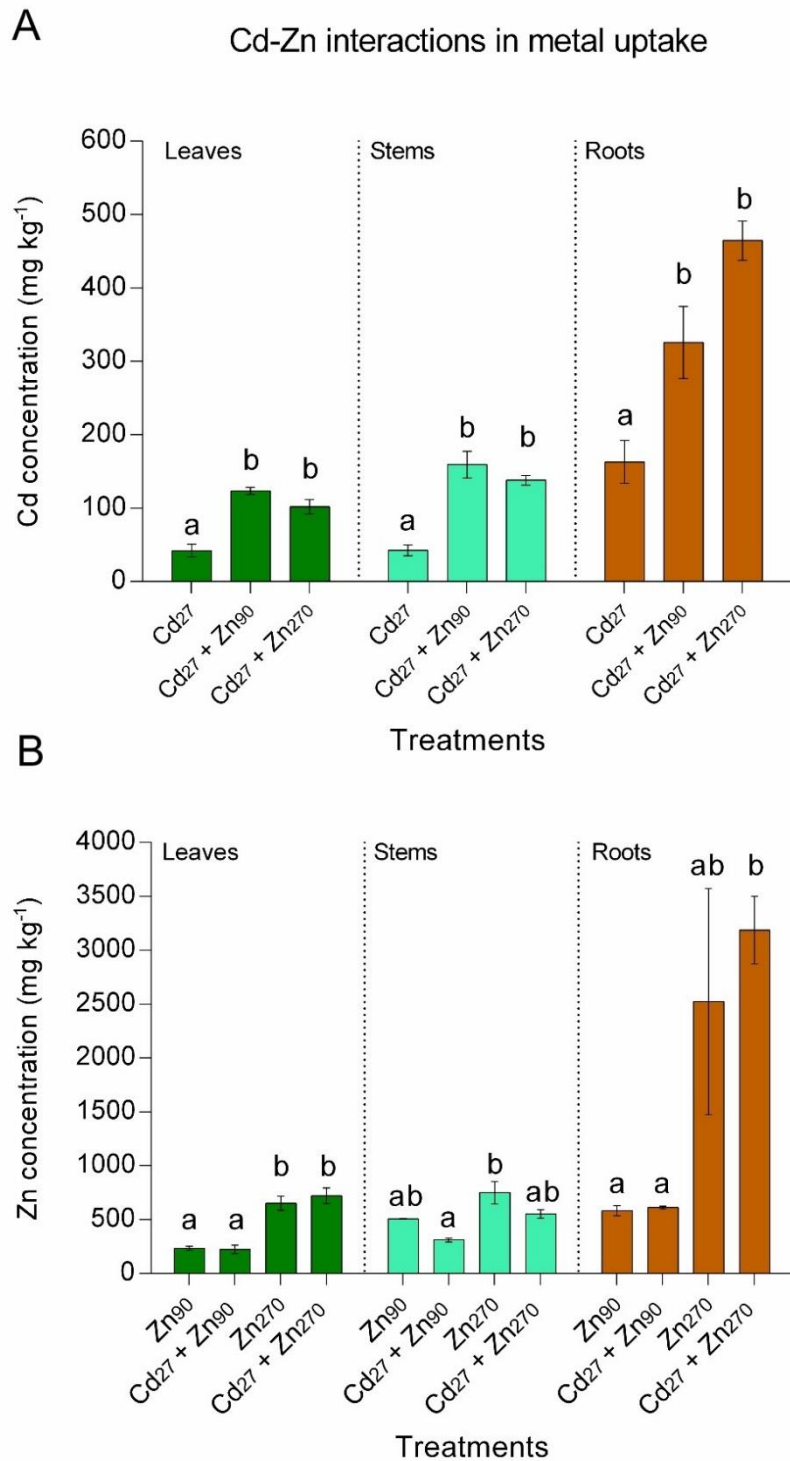 A
Cd-Zn interactions in metal uptake
Cd concentration (mg kg⁻¹)
600
500
400
300
200
100
0
Leaves
Stems
Roots
a
b
b
a
b
b
a
b
b
Cd₂₇
Cd₂₇ + Zn₉₀
Cd₂₇ + Zn₂₇₀
Cd₂₇
Cd₂₇ + Zn₉₀
Cd₂₇ + Zn₂₇₀
Cd₂₇
Cd₂₇ + Zn₉₀
Cd₂₇ + Zn₂₇₀
Treatments
B
Zn concentration (mg kg⁻¹)
4000
3500
3000
2500
2000
1500
1000
500
0
Leaves
Stems
Roots
a
a
b
b
ab
a
b
ab
a
a
ab
b
Zn₉₀
Cd₂₇ + Zn₉₀
Zn₂₇₀
Cd₂₇ + Zn₂₇₀
Zn₉₀
Cd₂₇ + Zn₉₀
Zn₂₇₀
Cd₂₇ + Zn₂₇₀
Zn₉₀
Cd₂₇ + Zn₉₀
Zn₂₇₀
Cd₂₇ + Zn₂₇₀
Treatments